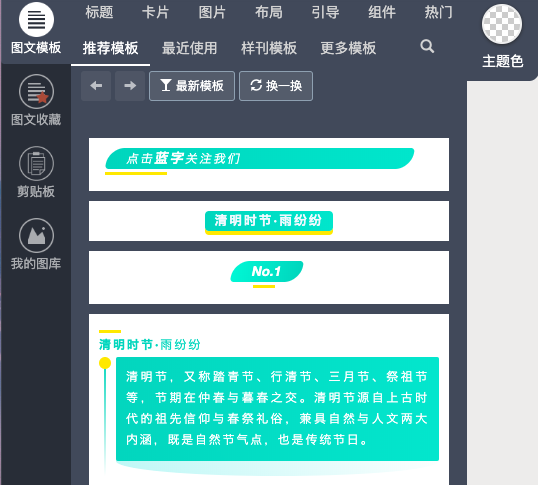 标题 卡片 图片 布局 引导 组件 热门
图文模板
推荐模板 最近使用 样刊模板 更多模板
主题色
最新模板 换一换
图文收藏
剪贴板
我的图库
点击蓝字关注我们
清明时节·雨纷纷
No.1
清明时节·雨纷纷
清明节，又称踏青节、行清节、三月节、祭祖节
等，节期在仲春与暮春之交。清明节源自上古时
代的祖先信仰与春祭礼俗，兼具自然与人文两大
内涵，既是自然节气点，也是传统节日。